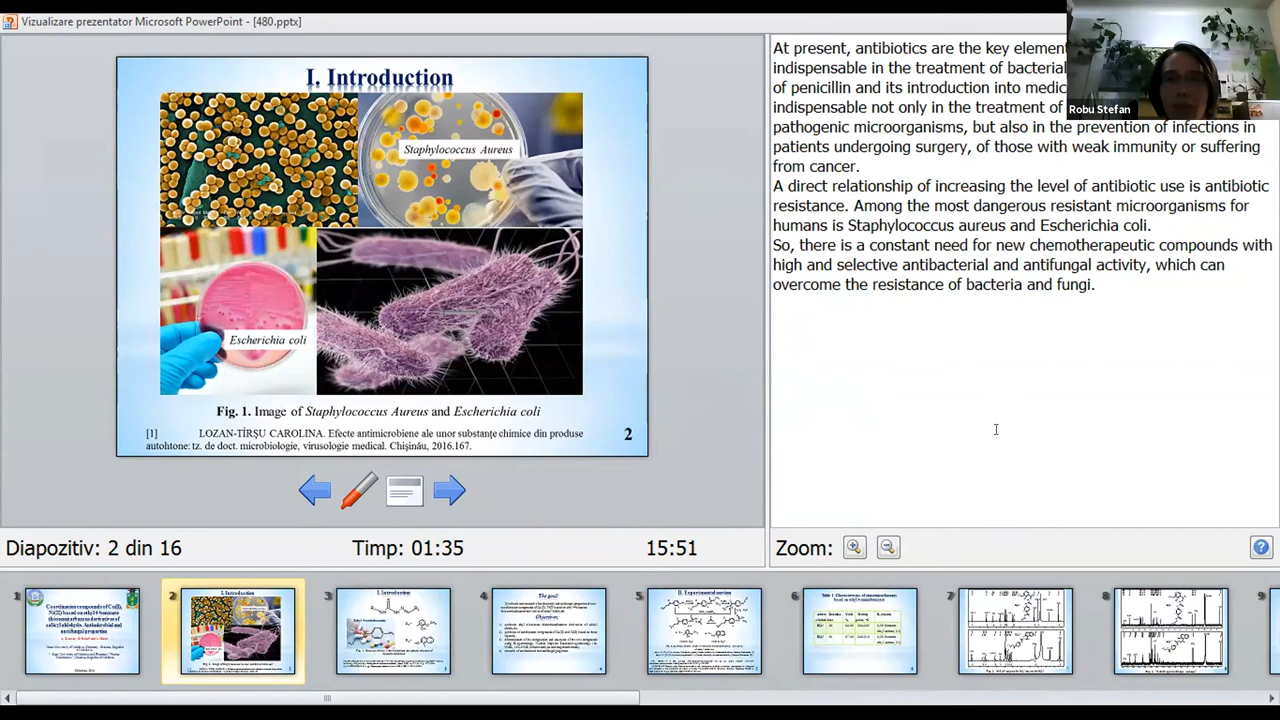 Vizualizare prezentator Microsoft PowerPoint - [480.pptx]
I. Introduction
Staphylococcus Aureus
Escherichia coli
Fig. 1. Image of Staphylococcus Aureus and Escherichia coli
[1] LOZAN-TÎRȘU CAROLINA. Efecte antimicrobiene ale unor substanțe chimice din produse
autohtone: tz. de doct. microbiologie, virusologie medical. Chișinău, 2016.167.
2
At present, antibiotics are the key element
indispensable in the treatment of bacterial
of penicillin and its introduction into medic
indispensable not only in the treatment of
pathogenic microorganisms, but also in the prevention of infections in
patients undergoing surgery, of those with weak immunity or suffering
from cancer.
A direct relationship of increasing the level of antibiotic use is antibiotic
resistance. Among the most dangerous resistant microorganisms for
humans is Staphylococcus aureus and Escherichia coli.
So, there is a constant need for new chemotherapeutic compounds with
high and selective antibacterial and antifungal activity, which can
overcome the resistance of bacteria and fungi.
Robu Stefan
Diapozitiv: 2 din 16
Timp: 01:35
15:51
Zoom:
1
2
I. Introduction
3
I. Introduction
4
The goal:
Objectives:
5
II. Experimental section
6
7
8
9